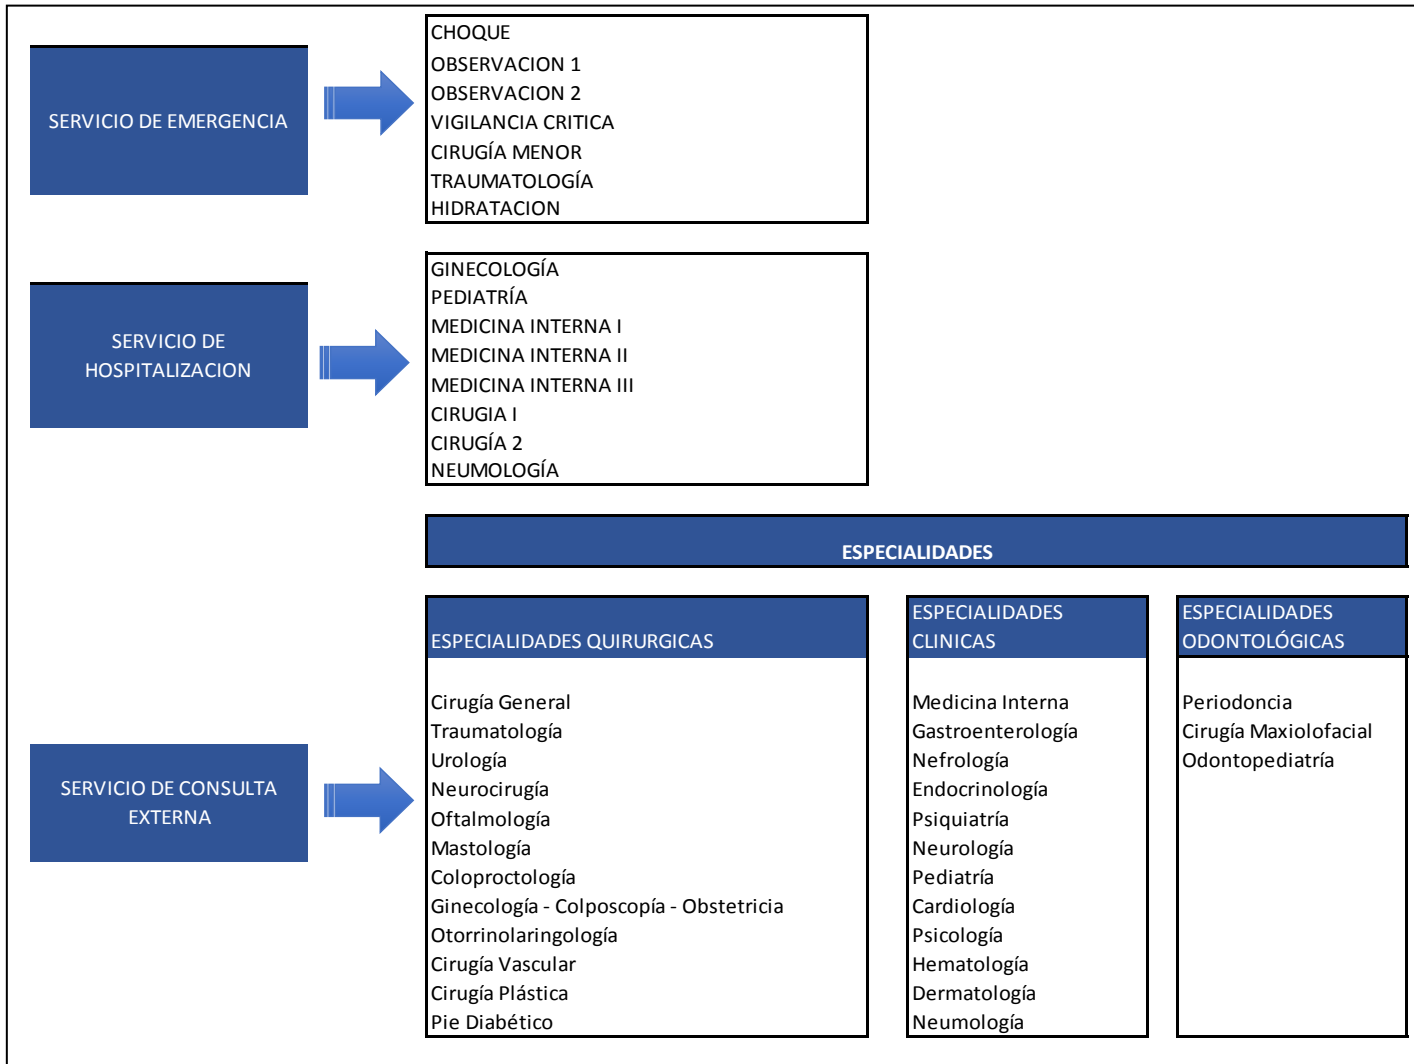 SERVICIO DE EMERGENCIA
CHOQUE
OBSERVACION 1
OBSERVACION 2
VIGILANCIA CRITICA
CIRUGÍA MENOR
TRAUMATOLOGÍA
HIDRATACION
SERVICIO DE
HOSPITALIZACION
GINECOLOGÍA
PEDIATRÍA
MEDICINA INTERNA I
MEDICINA INTERNA II
MEDICINA INTERNA III
CIRUGIA I
CIRUGÍA 2
NEUMOLOGÍA
SERVICIO DE CONSULTA
EXTERNA
ESPECIALIDADES
ESPECIALIDADES QUIRURGICAS
Cirugía General
Traumatología
Urología
Neurocirugía
Oftalmología
Mastología
Coloproctología
Ginecología - Colposcopía - Obstetricia
Otorrinolaringología
Cirugía Vascular
Cirugía Plástica
Pie Diabético
ESPECIALIDADES
CLINICAS
Medicina Interna
Gastroenterología
Nefrología
Endocrinología
Psiquiatría
Neurología
Pediatría
Cardiología
Psicología
Hematología
Dermatología
Neumología
ESPECIALIDADES
ODONTOLÓGICAS
Periodoncia
Cirugía Maxiolofacial
Odontopediatría